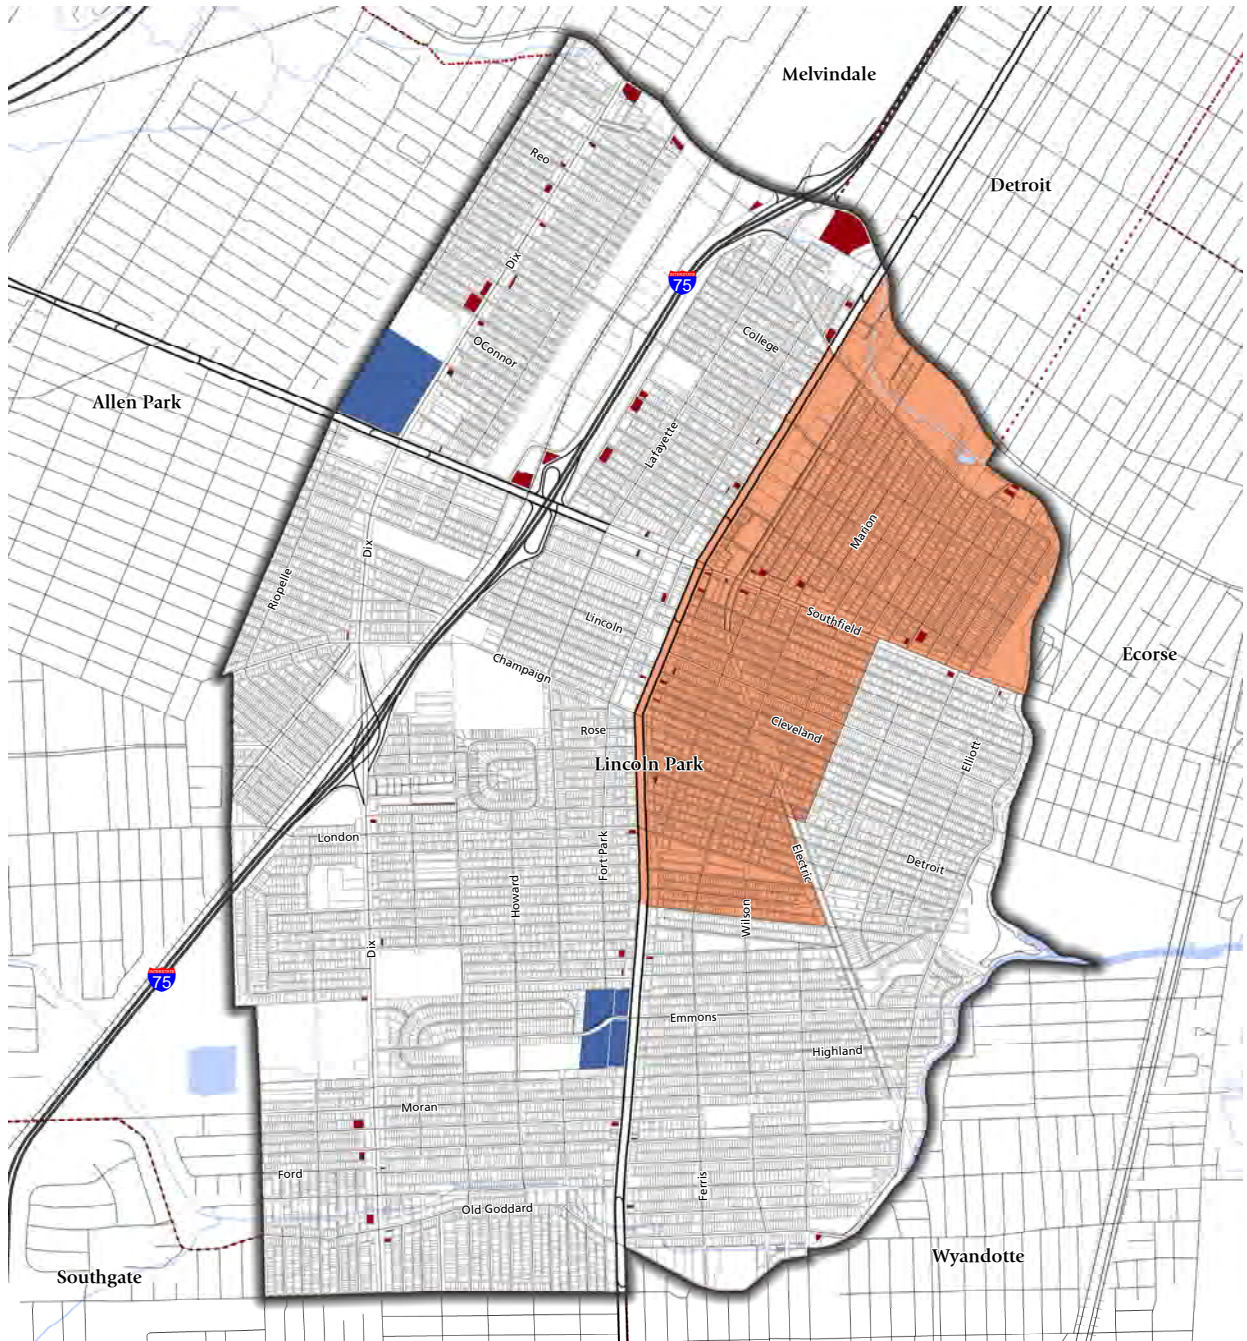 Melvindale
Detroit
Reo
Dix
INTERSTATE
75
College
OConnor
Allen Park
Lafayette
Marion
Dix
Riopelle
Lincoln
Southfield
Ecorse
Champaign
Rose
Cleveland
Elliott
Lincoln Park
London
Fort Park
Electric
Detroit
Howard
Wilson
Dix
INTERSTATE
75
Emmons
Highland
Moran
Ford
Ferris
Old Goddard
Wyandotte
Southgate